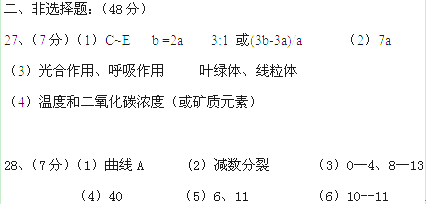 二、非选择题：（48 分）
27、（7 分）（1）C~E b =2a 3:1 或(3b-3a) a （2）7a
（3）光合作用、呼吸作用 叶绿体、线粒体
（4）温度和二氧化碳浓度（或矿质元素）
28、（7 分）（1）曲线 A （2）减数分裂 （3）0—4、8—13
（4）40 （5）6、11 （6）10--11